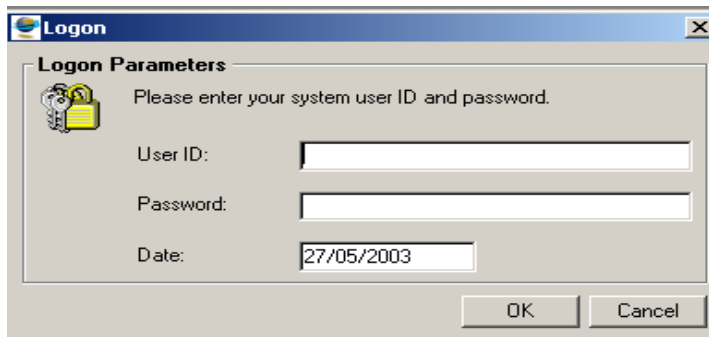 Logon
Logon Parameters
Please enter your system user ID and password.
User ID:
Password:
Date: 27/05/2003
OK Cancel